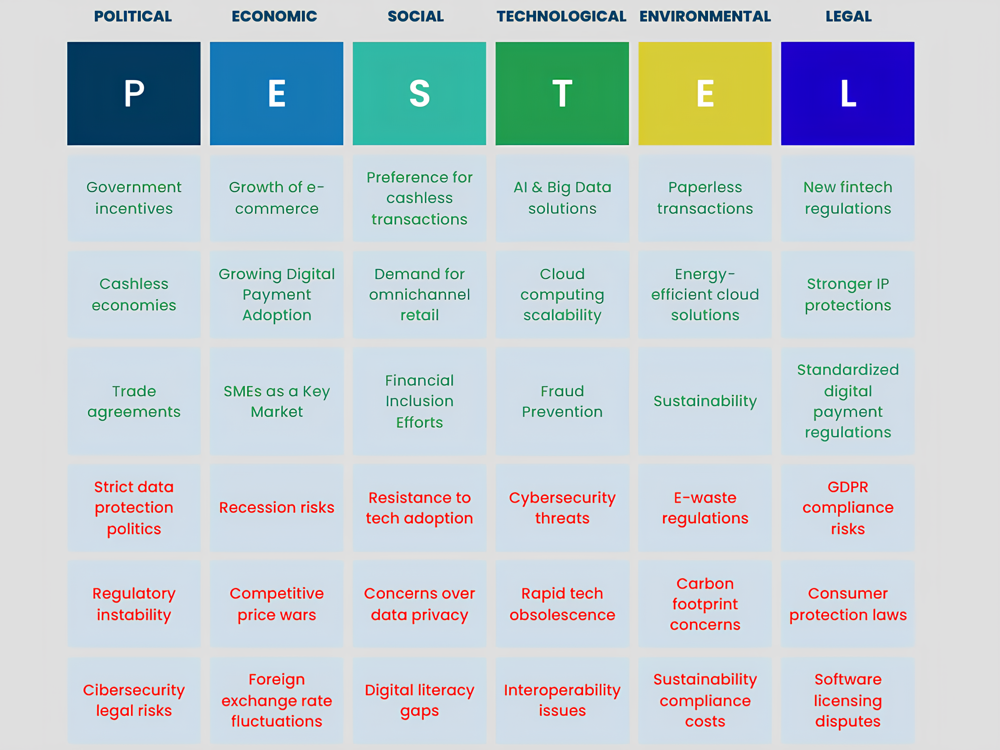 POLITICAL
ECONOMIC
SOCIAL
TECHNOLOGICAL
ENVIRONMENTAL
LEGAL
P
E
S
T
E
L
Government
incentives
Growth of e-
commerce
Preference for
cashless
transactions
AI & Big Data
solutions
Paperless
transactions
New fintech
regulations
Cashless
economies
Growing Digital
Payment
Adoption
Demand for
omnichannel
retail
Cloud
computing
scalability
Energy-
efficient cloud
solutions
Stronger IP
protections
Trade
agreements
SMEs as a Key
Market
Financial
Inclusion
Efforts
Fraud
Prevention
Sustainability
Standardized
digital
payment
regulations
Strict data
protection
politics
Recession risks
Resistance to
tech adoption
Cybersecurity
threats
E-waste
regulations
GDPR
compliance
risks
Regulatory
instability
Competitive
price wars
Concerns over
data privacy
Rapid tech
obsolescence
Carbon
footprint
concerns
Consumer
protection laws
Cibersecurity
legal risks
Foreign
exchange rate
fluctuations
Digital literacy
gaps
Interoperability
issues
Sustainability
compliance
costs
Software
licensing
disputes